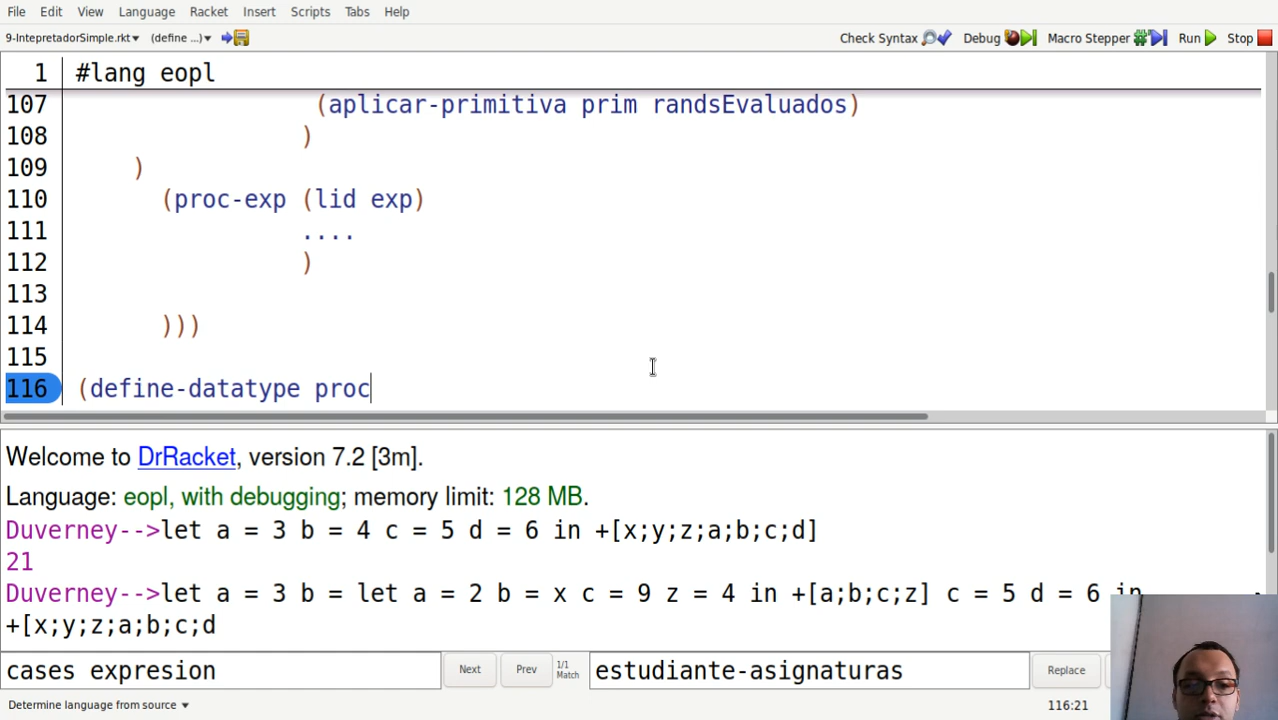 File Edit View Language Racket Insert Scripts Tabs Help
9-IntepretadorSimple.rkt▾ (define ...)▾ Check Syntax Debug Macro Stepper Run Stop
1 #lang eopl
107 (aplicar-primitiva prim randsEvaluados)
108 )
109 )
110 (proc-exp (lid exp)
111 ....
112 )
113
114 )))
115
116 (define-datatype proc
Welcome to DrRacket, version 7.2 [3m].
Language: eopl, with debugging; memory limit: 128 MB.
Duverney-->let a = 3 b = 4 c = 5 d = 6 in +[x;y;z;a;b;c;d]
21
Duverney-->let a = 3 b = let a = 2 b = x c = 9 z = 4 in +[a;b;c;z] c = 5 d = 6 in
+[x;y;z;a;b;c;d
cases expresion Next Prev 1/1 Match estudiante-asignaturas Replace
Determine language from source ▾ 116:21